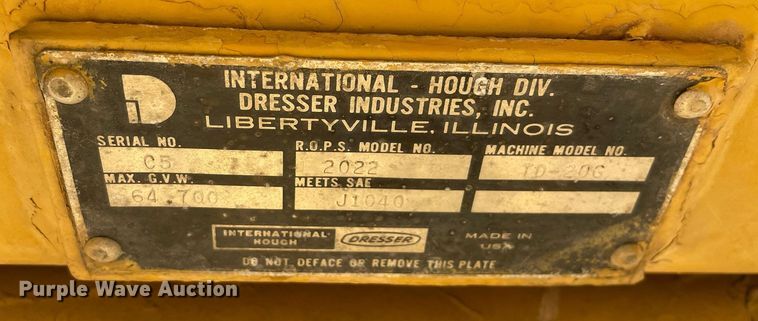 INTERNATIONAL - HOUGH DIV.
DRESSER INDUSTRIES, INC.
LIBERTYVILLE, ILLINOIS
SERIAL NO. R.O.P.S. MODEL NO. MACHINE MODEL NO.
C5 2022 TD-20G
MAX. G.V.W. MEETS SAE
64 700 J1040
INTERNATIONAL HOUGH DRESSER MADE IN USA
DO NOT DEFACE OR REMOVE THIS PLATE
Purple Wave Auction